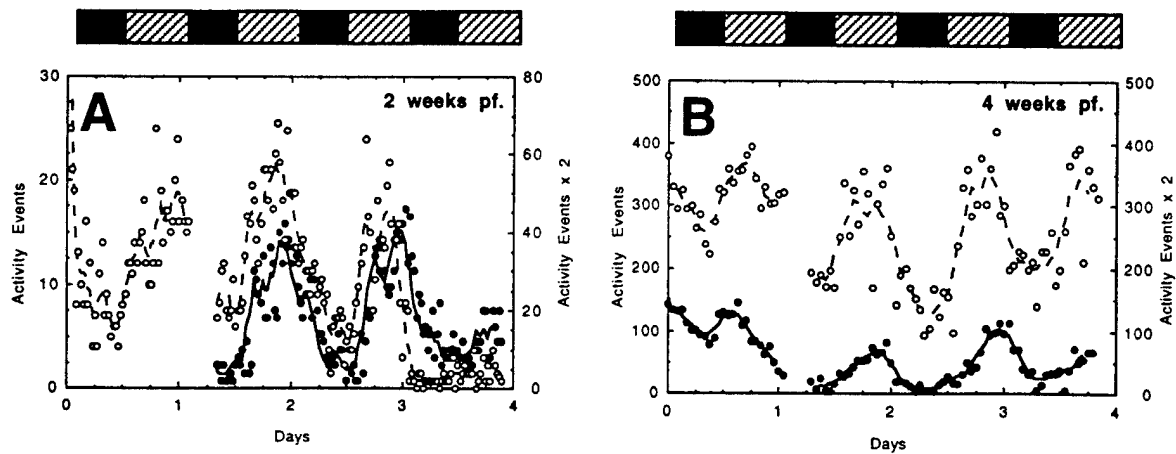 A
2 weeks pf.
30
20
10
0
Activity Events
80
60
40
20
0
Activity Events x 2
0 1 2 3 4
Days
B
4 weeks pf.
500
400
300
200
100
0
Activity Events
500
400
300
200
100
0
Activity Events x 2
0 1 2 3 4
Days